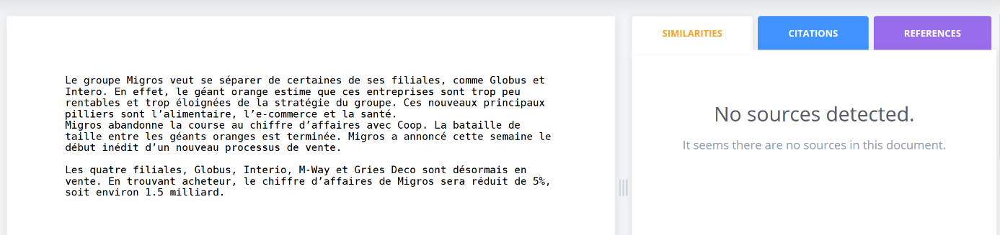 SIMILARITIES
CITATIONS
REFERENCES
Le groupe Migros veut se séparer de certaines de ses filiales, comme Globus et
Intero. En effet, le géant orange estime que ces entreprises sont trop peu
rentables et trop éloignées de la stratégie du groupe. Ces nouveaux principaux
pilliers sont l’alimentaire, l’e-commerce et la santé.
Migros abandonne la course au chiffre d’affaires avec Coop. La bataille de
taille entre les géants oranges est terminée. Migros a annoncé cette semaine le
début inédit d’un nouveau processus de vente.
Les quatre filiales, Globus, Interio, M-Way et Gries Deco sont désormais en
vente. En trouvant acheteur, le chiffre d’affaires de Migros sera réduit de 5%,
soit environ 1.5 milliard.
No sources detected.
It seems there are no sources in this document.